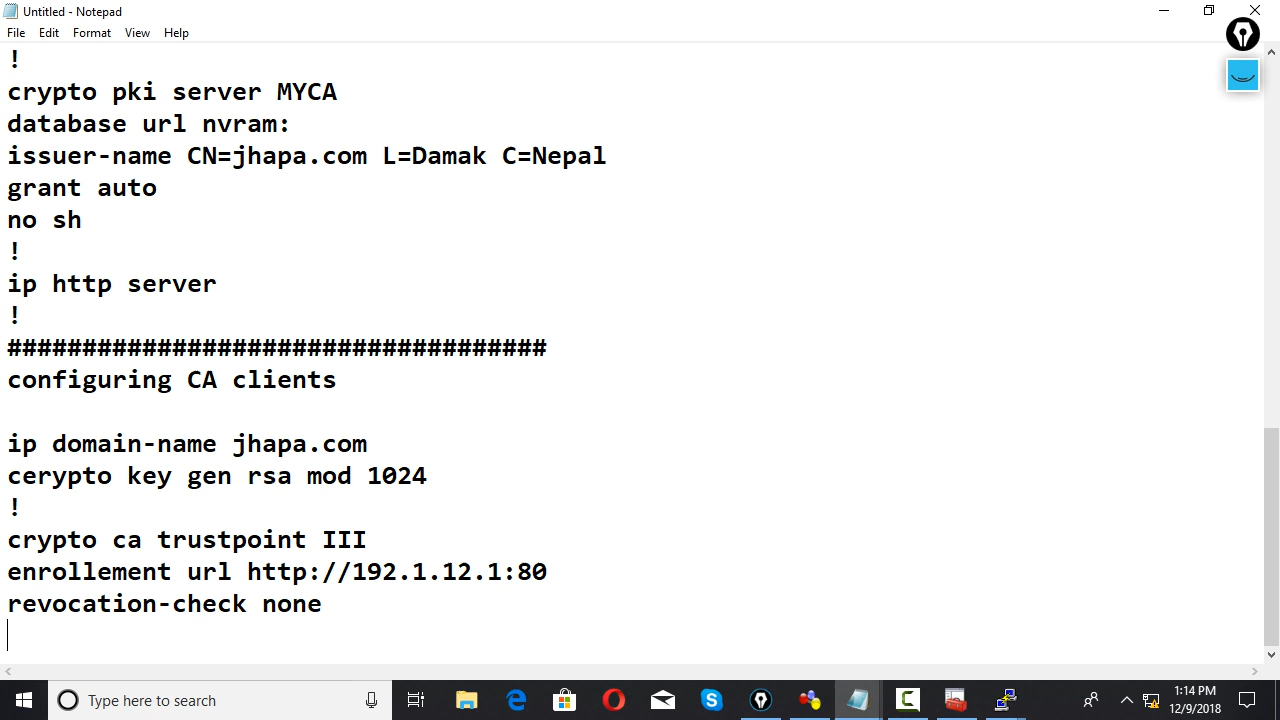 Untitled - Notepad
File Edit Format View Help
!
crypto pki server MYCA
database url nvram:
issuer-name CN=jhapa.com L=Damak C=Nepal
grant auto
no sh
!
ip http server
!
####################################
configuring CA clients
ip domain-name jhapa.com
cerypto key gen rsa mod 1024
!
crypto ca trustpoint III
enrollement url http://192.1.12.1:80
revocation-check none
Type here to search
1:14 PM
12/9/2018